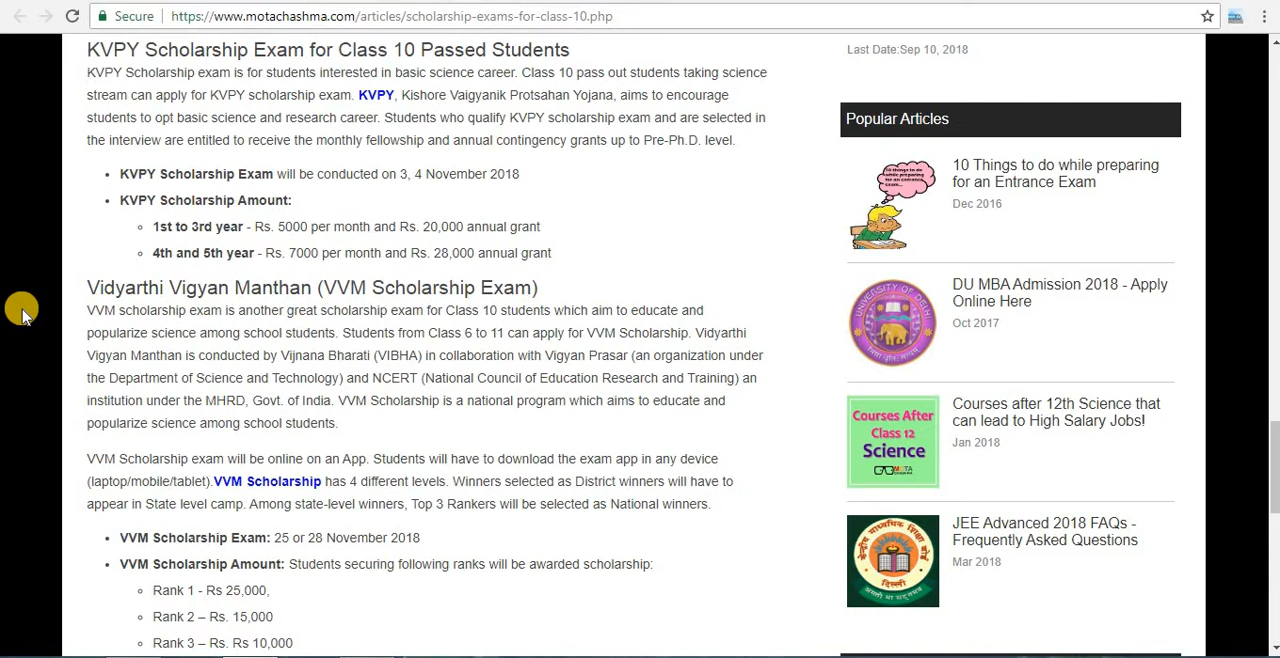 Secure
https://www.motachashma.com/articles/scholarship-exams-for-class-10.php
KVPY Scholarship Exam for Class 10 Passed Students
KVPY Scholarship exam is for students interested in basic science career. Class 10 pass out students taking science
stream can apply for KVPY scholarship exam. KVPY, Kishore Vaigyanik Protsahan Yojana, aims to encourage
students to opt basic science and research career. Students who qualify KVPY scholarship exam and are selected in
the interview are entitled to receive the monthly fellowship and annual contingency grants up to Pre-Ph.D. level.
• KVPY Scholarship Exam will be conducted on 3, 4 November 2018
• KVPY Scholarship Amount:
◦ 1st to 3rd year - Rs. 5000 per month and Rs. 20,000 annual grant
◦ 4th and 5th year - Rs. 7000 per month and Rs. 28,000 annual grant
Vidyarthi Vigyan Manthan (VVM Scholarship Exam)
VVM scholarship exam is another great scholarship exam for Class 10 students which aim to educate and
popularize science among school students. Students from Class 6 to 11 can apply for VVM Scholarship. Vidyarthi
Vigyan Manthan is conducted by Vijnana Bharati (VIBHA) in collaboration with Vigyan Prasar (an organization under
the Department of Science and Technology) and NCERT (National Council of Education Research and Training) an
institution under the MHRD, Govt. of India. VVM Scholarship is a national program which aims to educate and
popularize science among school students.
VVM Scholarship exam will be online on an App. Students will have to download the exam app in any device
(laptop/mobile/tablet).VVM Scholarship has 4 different levels. Winners selected as District winners will have to
appear in State level camp. Among state-level winners, Top 3 Rankers will be selected as National winners.
• VVM Scholarship Exam: 25 or 28 November 2018
• VVM Scholarship Amount: Students securing following ranks will be awarded scholarship:
◦ Rank 1 - Rs 25,000,
◦ Rank 2 – Rs. 15,000
◦ Rank 3 – Rs. Rs 10,000
Last Date:Sep 10, 2018
Popular Articles
10 Things to do while preparing
for an Entrance Exam
Dec 2016
UNIVERSITY OF DELHI
DU MBA Admission 2018 - Apply
Online Here
Oct 2017
Courses After
Class 12
Science
Courses after 12th Science that
can lead to High Salary Jobs!
Jan 2018
JEE Advanced 2018 FAQs -
Frequently Asked Questions
Mar 2018